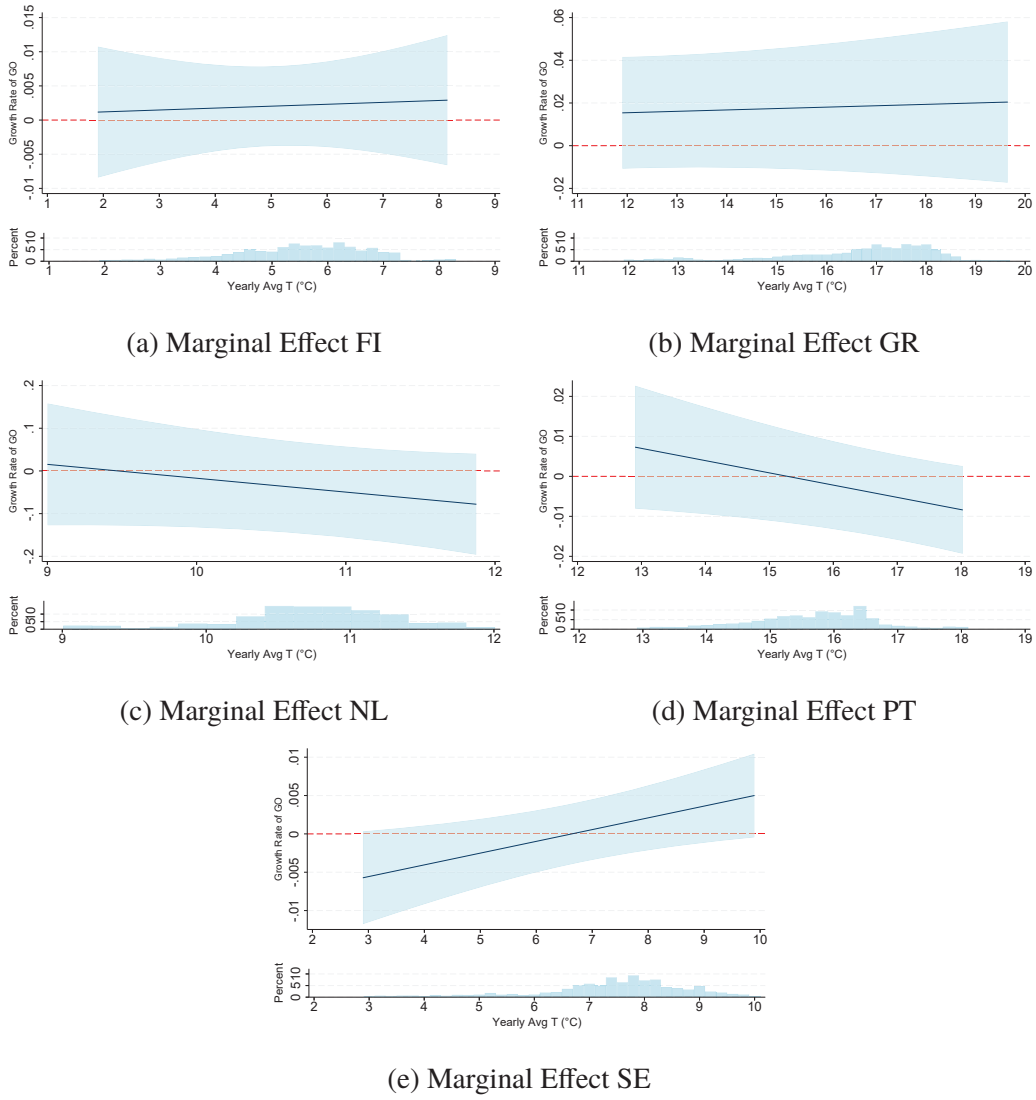 .015
.01
.005
0
-.005
-.01
Growth Rate of GO
1 2 3 4 5 6 7 8 9
Percent
0 5 10
1 2 3 4 5 6 7 8 9
Yearly Avg T (°C)
(a) Marginal Effect FI
.06
.04
.02
0
-.02
Growth Rate of GO
11 12 13 14 15 16 17 18 19 20
Percent
0 5 10
11 12 13 14 15 16 17 18 19 20
Yearly Avg T (°C)
(b) Marginal Effect GR
.2
.1
0
-.1
-.2
Growth Rate of GO
9 10 11 12
Percent
0 5 10
9 10 11 12
Yearly Avg T (°C)
(c) Marginal Effect NL
.02
.01
0
-.01
-.02
Growth Rate of GO
12 13 14 15 16 17 18 19
Percent
0 5 10
12 13 14 15 16 17 18 19
Yearly Avg T (°C)
(d) Marginal Effect PT
.01
.005
0
-.005
-.01
Growth Rate of GO
2 3 4 5 6 7 8 9 10
Percent
0 5 10
2 3 4 5 6 7 8 9 10
Yearly Avg T (°C)
(e) Marginal Effect SE